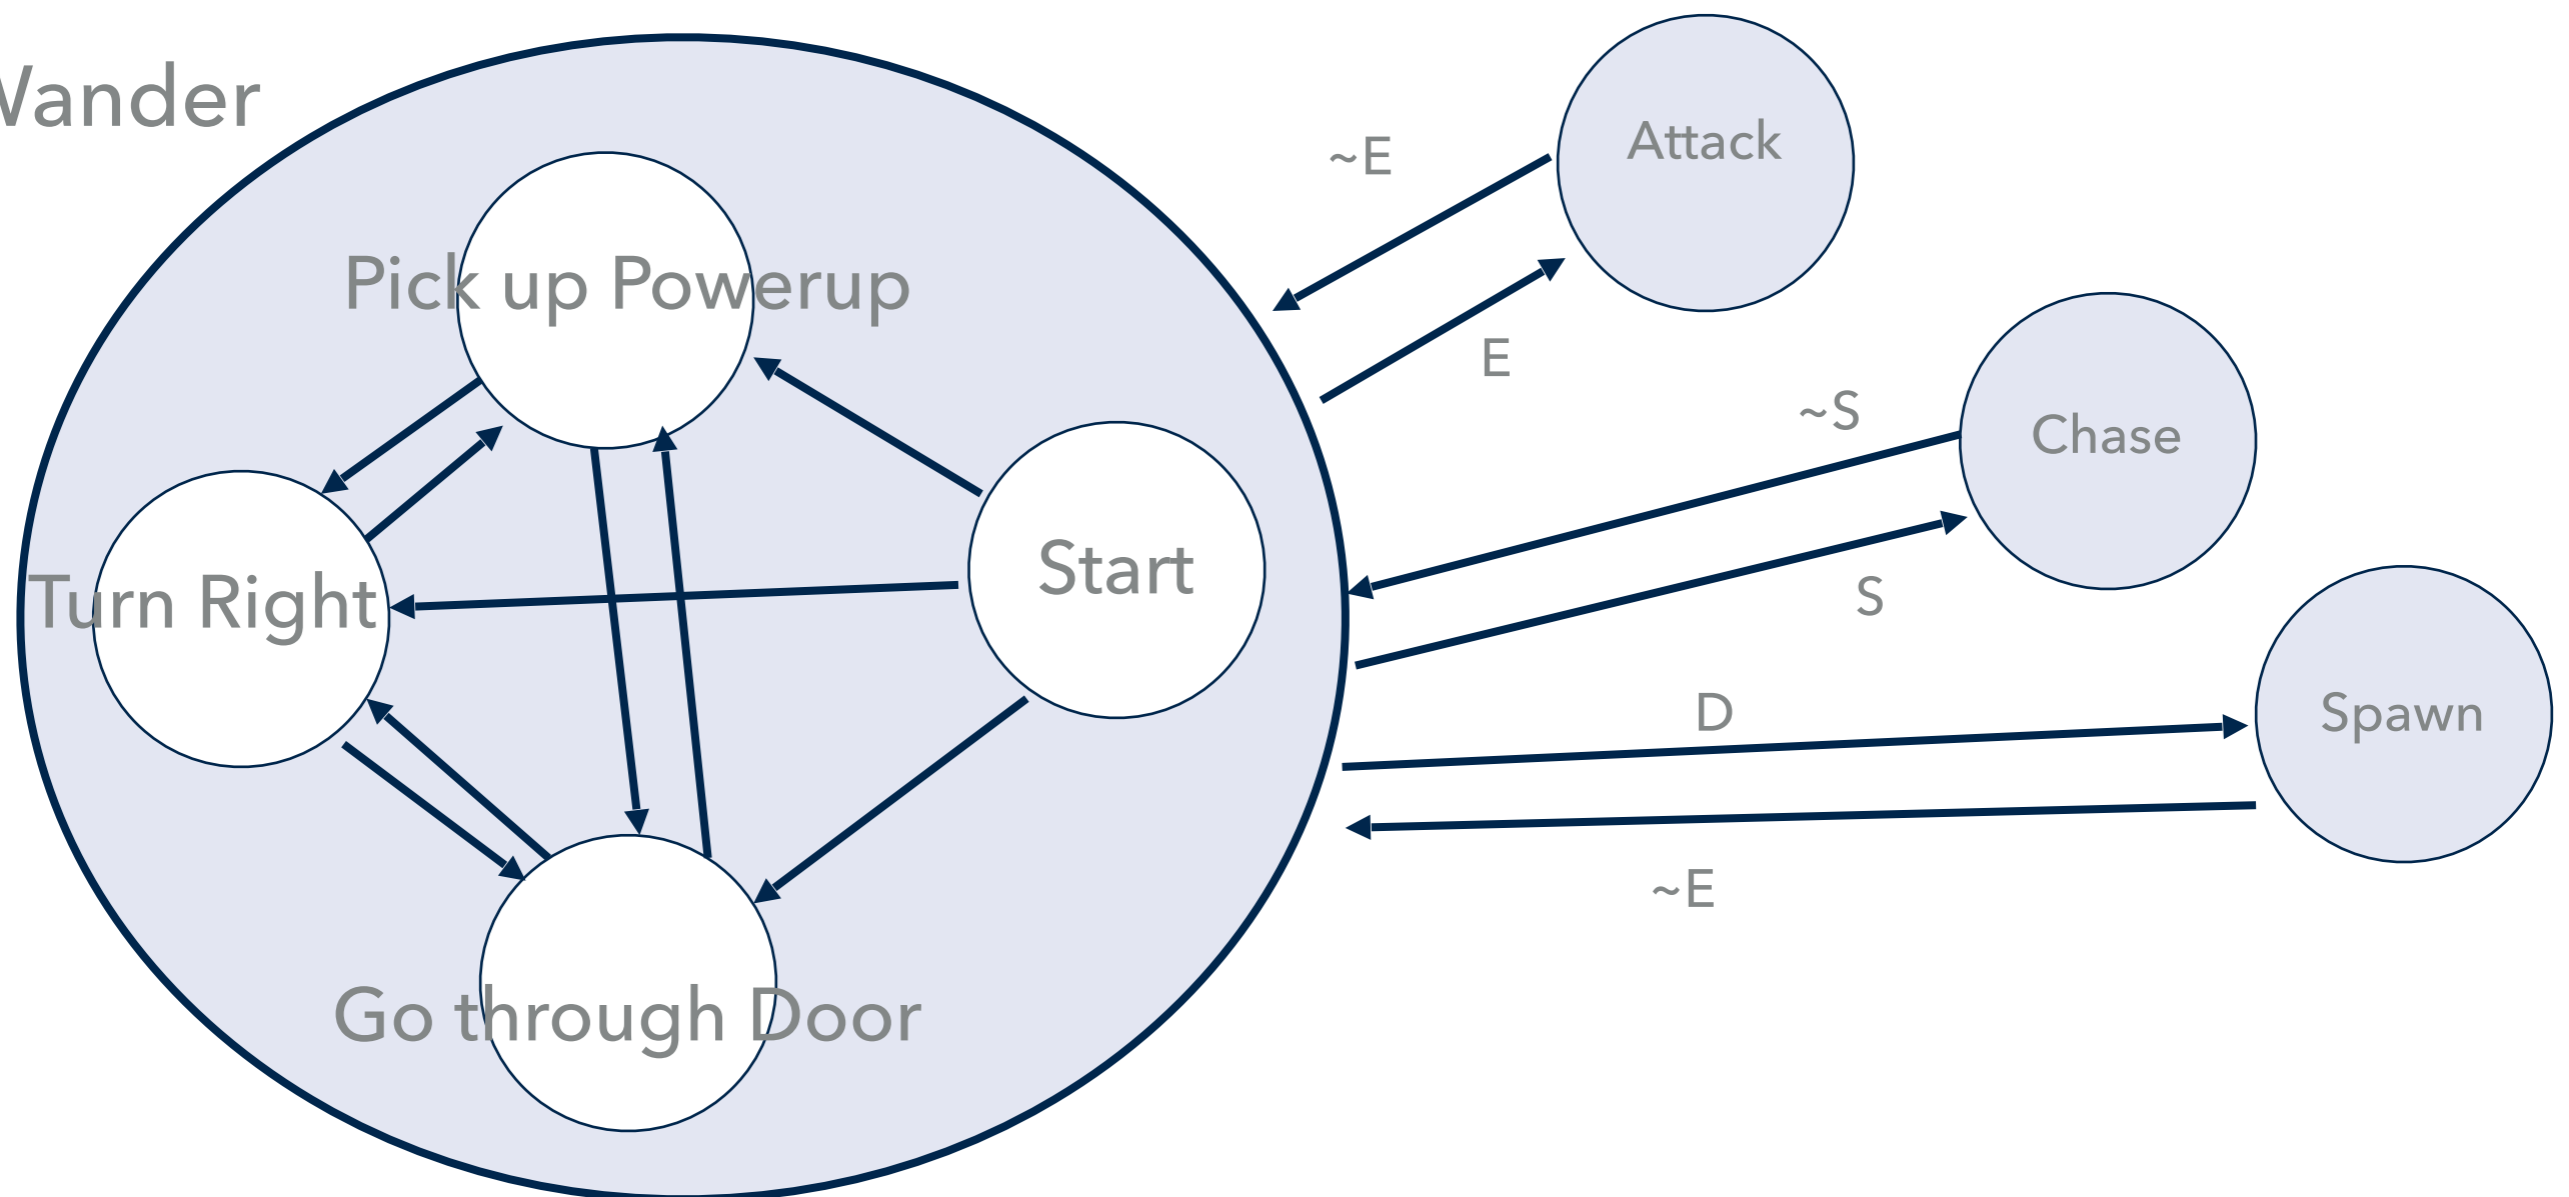 Wander
Attack
~E
Pick up Powerup
E
~S
Chase
Start
S
Turn Right
D
Spawn
~E
Go through Door